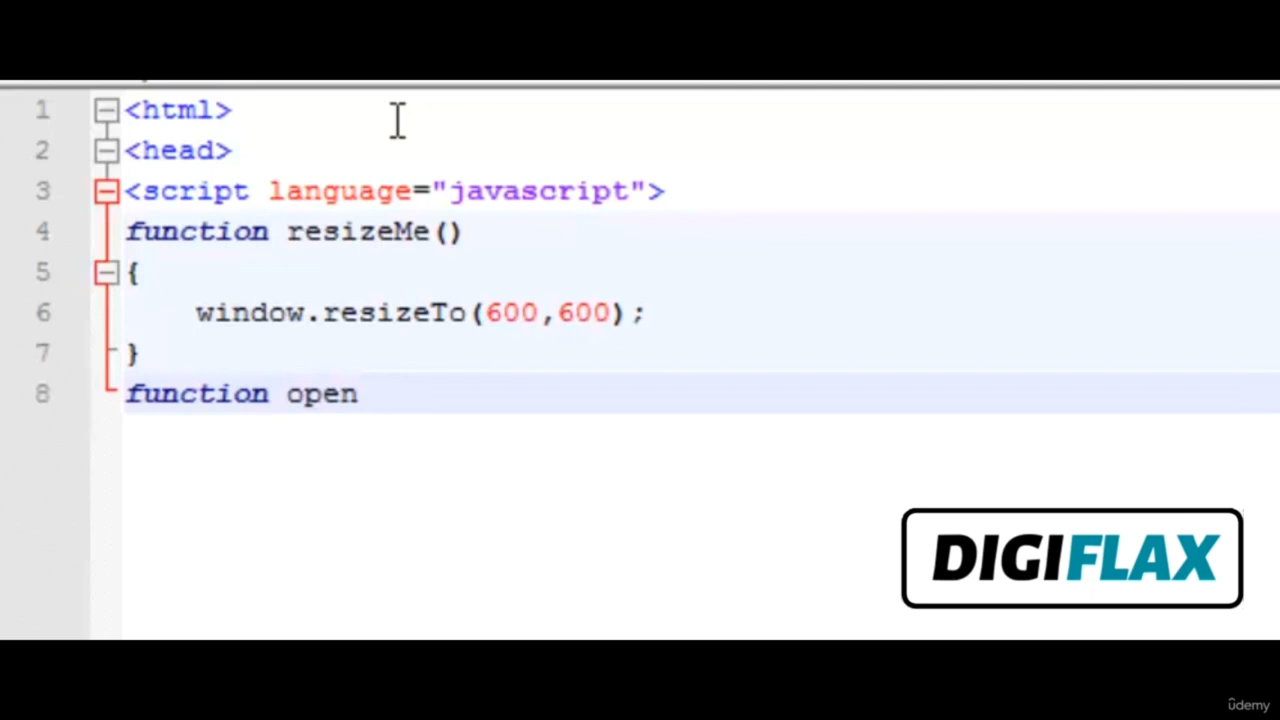 1 <html>
2 <head>
3 <script language="javascript">
4 function resizeMe()
5 {
6 window.resizeTo(600,600);
7 }
8 function open
DIGIFLAX
ûdemy